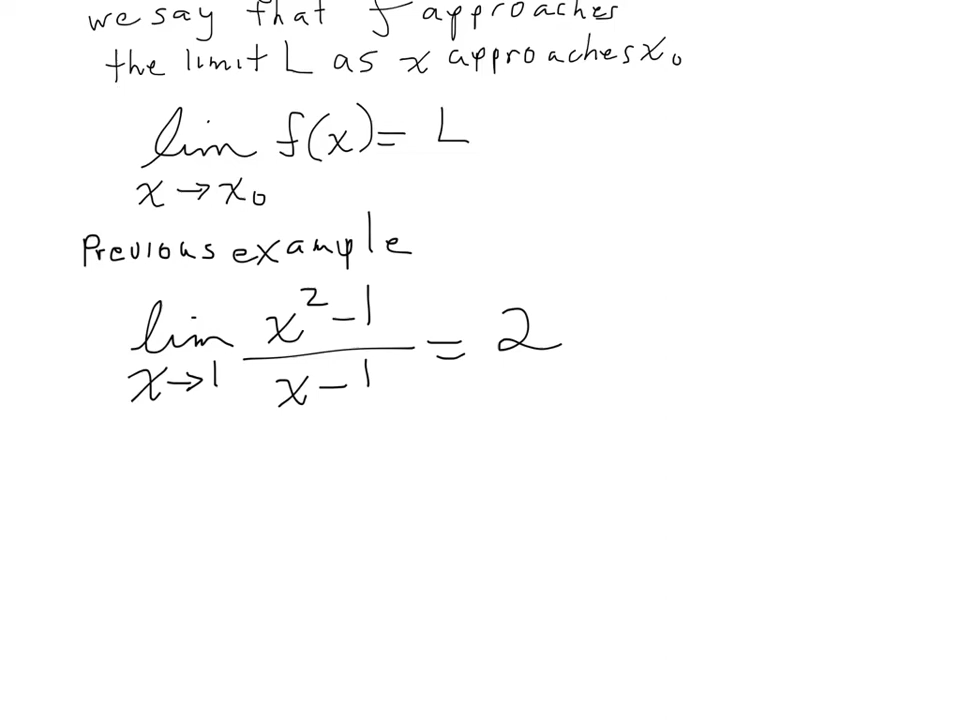 we say that f approaches
the limit L as x approaches x₀
lim f(x) = L
x → x₀
Previous example
lim x² - 1 / x - 1 = 2
x → 1